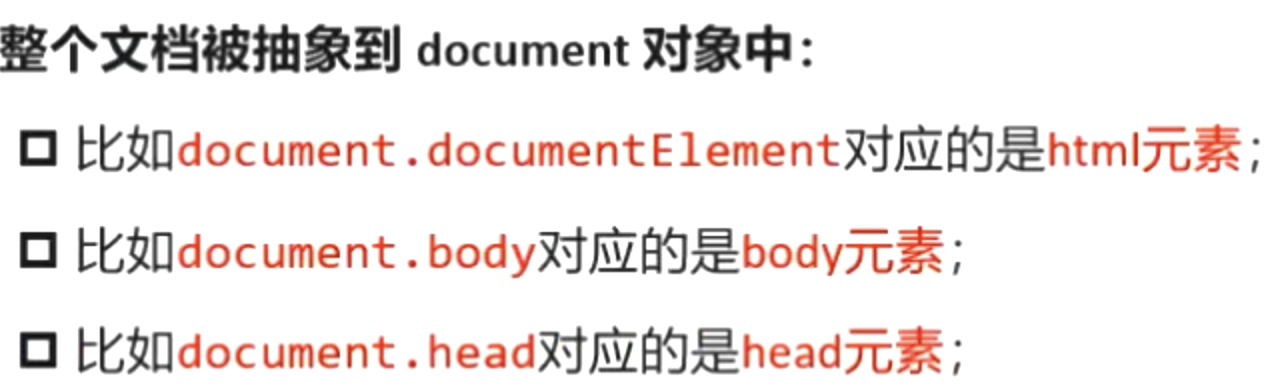 整个文档被抽象到 document 对象中：
比如document.documentElement对应的是html元素；
比如document.body对应的是body元素；
比如document.head对应的是head元素；